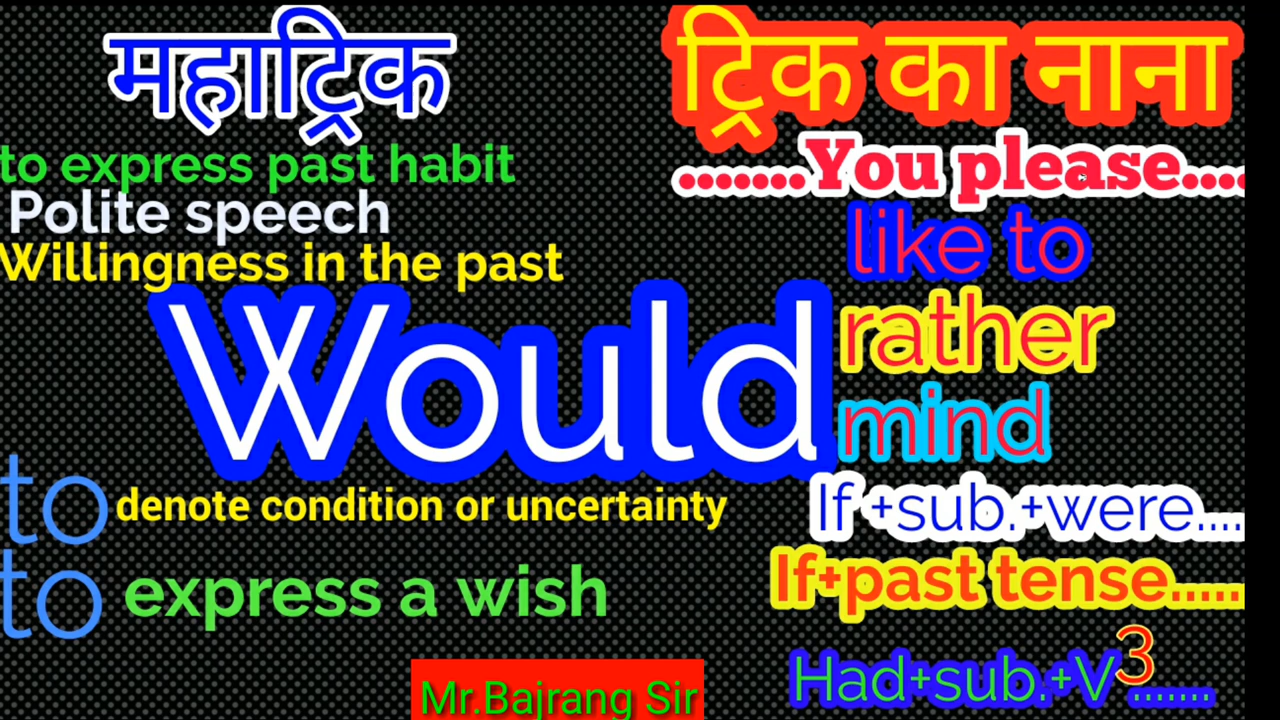 महाट्रिक
to express past habit
Polite speech
Willingness in the past
Would
to denote condition or uncertainty
to express a wish
Mr.Bajrang Sir
ट्रिक का नाना
.......You please....
like to
rather
mind
If +sub.+were....
If+past tense.....
Had+sub.+V3.......